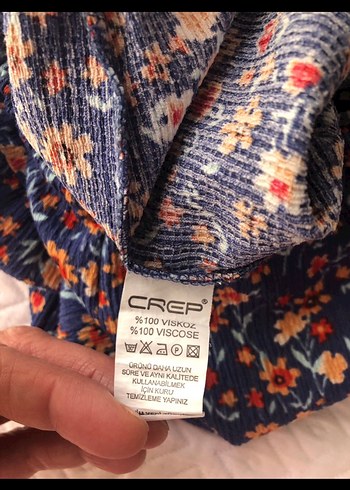 CREP®
%100 VİSKOZ
%100 VISCOSE
ÜRÜNÜ DAHA UZUN
SÜRE VE AYNI KALİTEDE
KULLANABİLMEK
İÇİN KURU
TEMİZLEME YAPINIZ